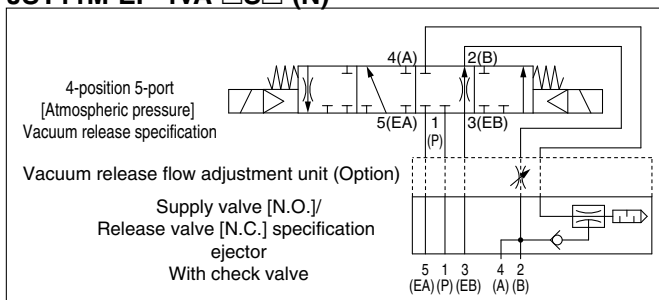 4-position 5-port
[Atmospheric pressure]
Vacuum release specification
4(A) 2(B)
5(EA) 1 3(EB)
(P)
Vacuum release flow adjustment unit (Option)
Supply valve [N.O.]/
Release valve [N.C.] specification
ejector
With check valve
5 1 3 4 2
(EA) (P) (EB) (A) (B)